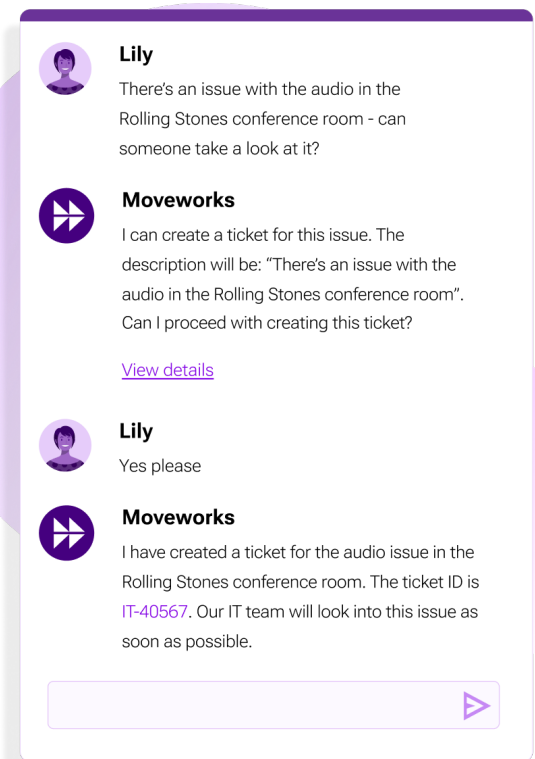 Lily
There's an issue with the audio in the
Rolling Stones conference room - can
someone take a look at it?
Moveworks
I can create a ticket for this issue. The
description will be: “There's an issue with the
audio in the Rolling Stones conference room”.
Can I proceed with creating this ticket?
View details
Lily
Yes please
Moveworks
I have created a ticket for the audio issue in the
Rolling Stones conference room. The ticket ID is
IT-40567. Our IT team will look into this issue as
soon as possible.